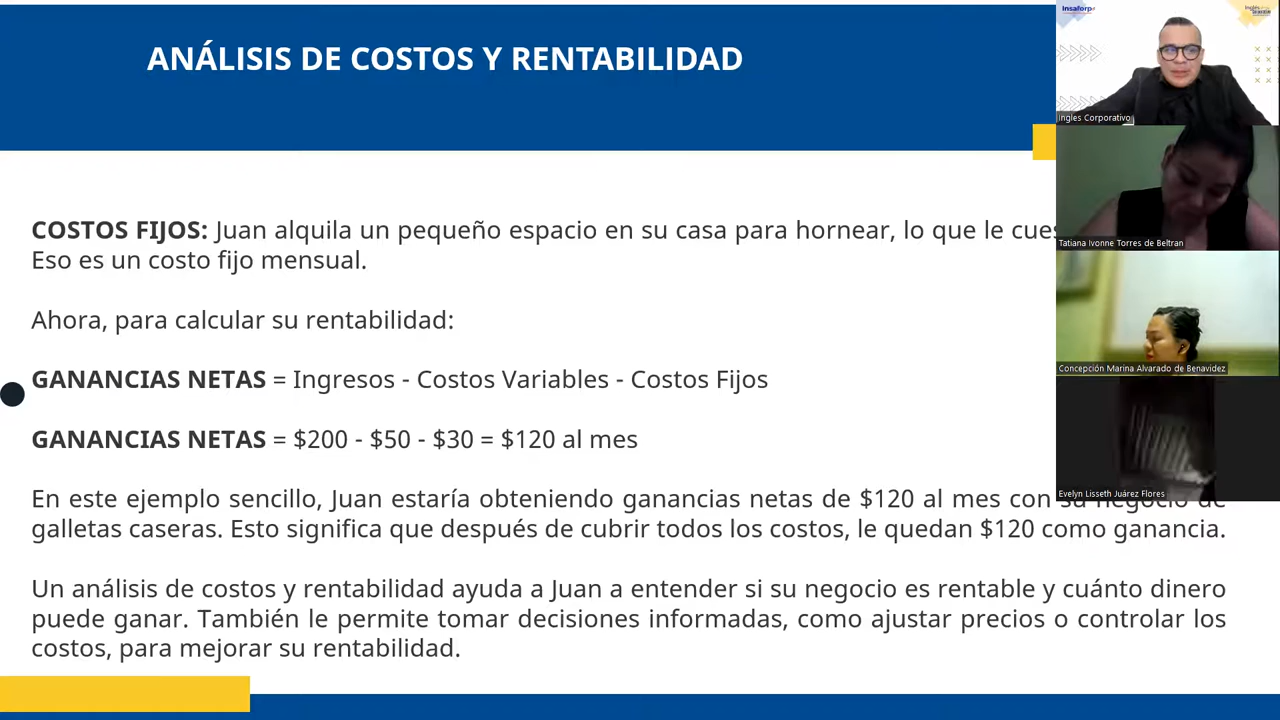 ANÁLISIS DE COSTOS Y RENTABILIDAD
Insaforp
Ingles Corporativo
Tatiana Ivonne Torres de Beltran
COSTOS FIJOS: Juan alquila un pequeño espacio en su casa para hornear, lo que le
Eso es un costo fijo mensual.
Ahora, para calcular su rentabilidad:
Concepción Marina Alvarado de Benavidez
GANANCIAS NETAS = Ingresos - Costos Variables - Costos Fijos
GANANCIAS NETAS = $200 - $50 - $30 = $120 al mes
Evelyn Lisseth Juárez Flores
En este ejemplo sencillo, Juan estaría obteniendo ganancias netas de $120 al mes con su negocio de
galletas caseras. Esto significa que después de cubrir todos los costos, le quedan $120 como ganancia.
Un análisis de costos y rentabilidad ayuda a Juan a entender si su negocio es rentable y cuánto dinero
puede ganar. También le permite tomar decisiones informadas, como ajustar precios o controlar los
costos, para mejorar su rentabilidad.